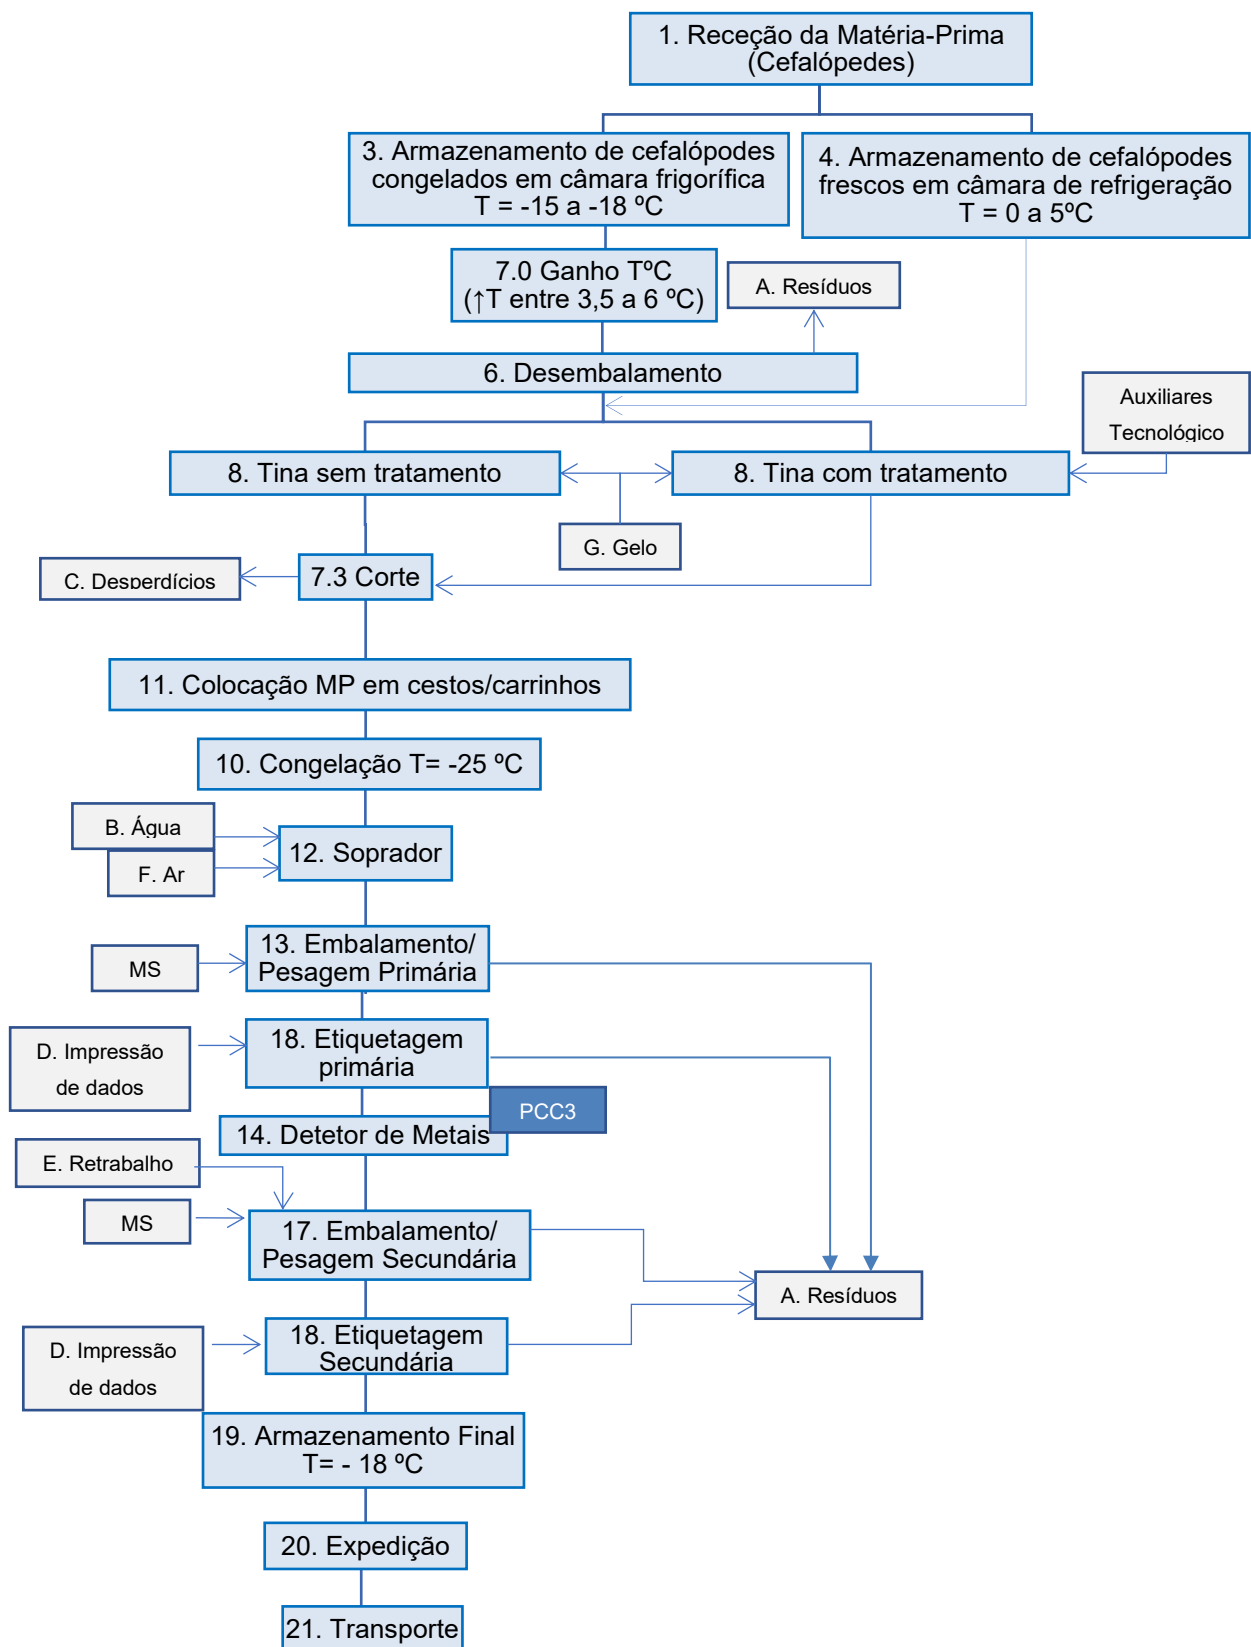 1. Receção da Matéria-Prima
(Cefalópedes)
3. Armazenamento de cefalópodes
congelados em câmara frigorífica
T = -15 a -18 ºC
4. Armazenamento de cefalópodes
frescos em câmara de refrigeração
T = 0 a 5ºC
7.0 Ganho TºC
(↑T entre 3,5 a 6 ºC)
A. Resíduos
6. Desembalamento
Auxiliares
Tecnológico
8. Tina sem tratamento
8. Tina com tratamento
G. Gelo
C. Desperdícios
7.3 Corte
11. Colocação MP em cestos/carrinhos
10. Congelação T= -25 ºC
B. Água
F. Ar
12. Soprador
13. Embalamento/
Pesagem Primária
MS
18. Etiquetagem
primária
D. Impressão
de dados
PCC3
14. Detetor de Metais
E. Retrabalho
MS
17. Embalamento/
Pesagem Secundária
A. Resíduos
18. Etiquetagem
Secundária
D. Impressão
de dados
19. Armazenamento Final
T= - 18 ºC
20. Expedição
21. Transporte